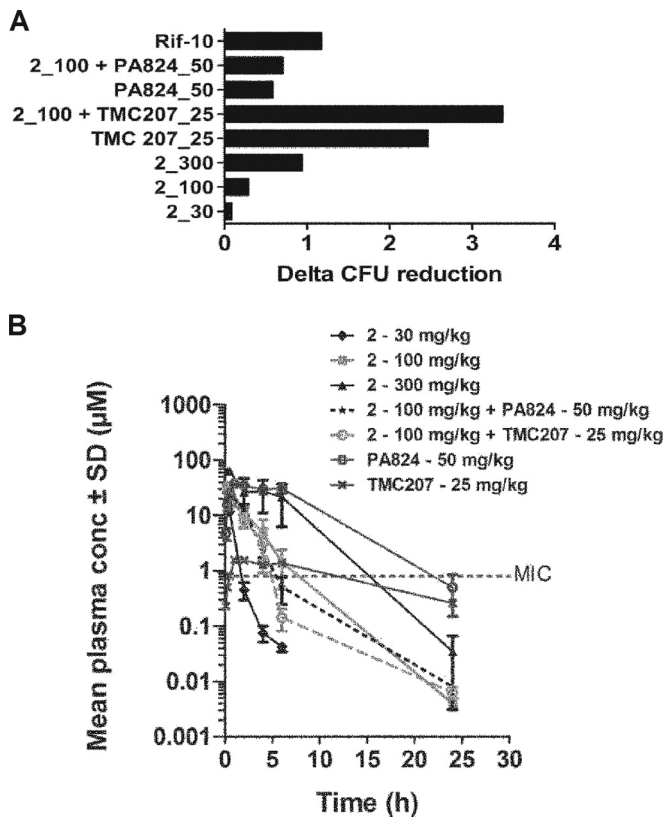 A
Rif-10
2_100 + PA824_50
PA824_50
2_100 + TMC207_25
TMC 207_25
2_300
2_100
2_30
0 1 2 3 4
Delta CFU reduction
B
2 - 30 mg/kg
2 - 100 mg/kg
2 - 300 mg/kg
2 - 100 mg/kg + PA824 - 50 mg/kg
2 - 100 mg/kg + TMC207 - 25 mg/kg
PA824 - 50 mg/kg
TMC207 - 25 mg/kg
Mean plasma conc ± SD (µM)
1000
100
10
1
0.1
0.01
0.001
MIC
0 5 10 15 20 25 30
Time (h)